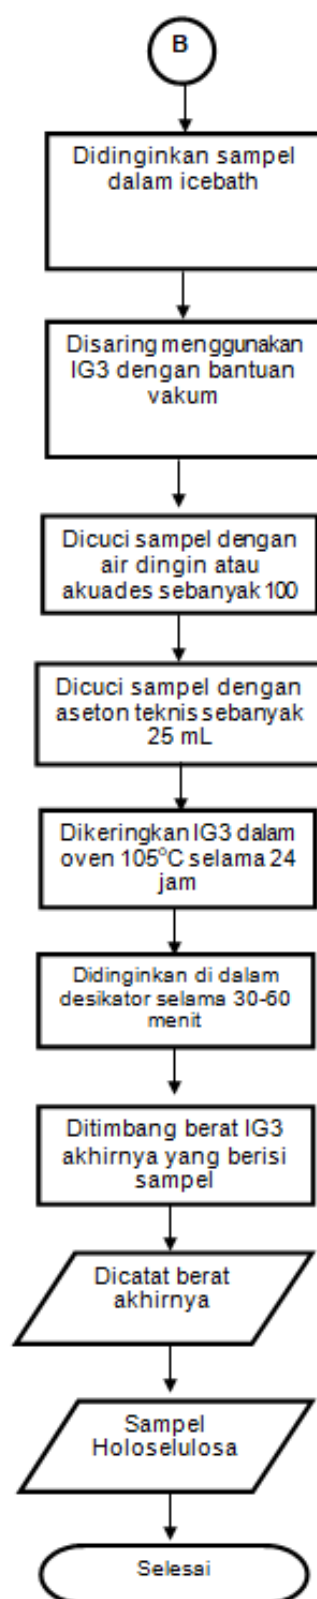 B
Didinginkan sampel
dalam icebath
Disaring menggunakan
IG3 dengan bantuan
vakum
Dicuci sampel dengan
air dingin atau
akuades sebanyak 100
Dicuci sampel dengan
aseton teknis sebanyak
25 mL
Dikeringkan IG3 dalam
oven 105°C selama 24
jam
Didinginkan di dalam
desikator selama 30-60
menit
Ditimbang berat IG3
akhirnya yang berisi
sampel
Dicatat berat
akhirnya
Sampel
Holoselulosa
Selesai